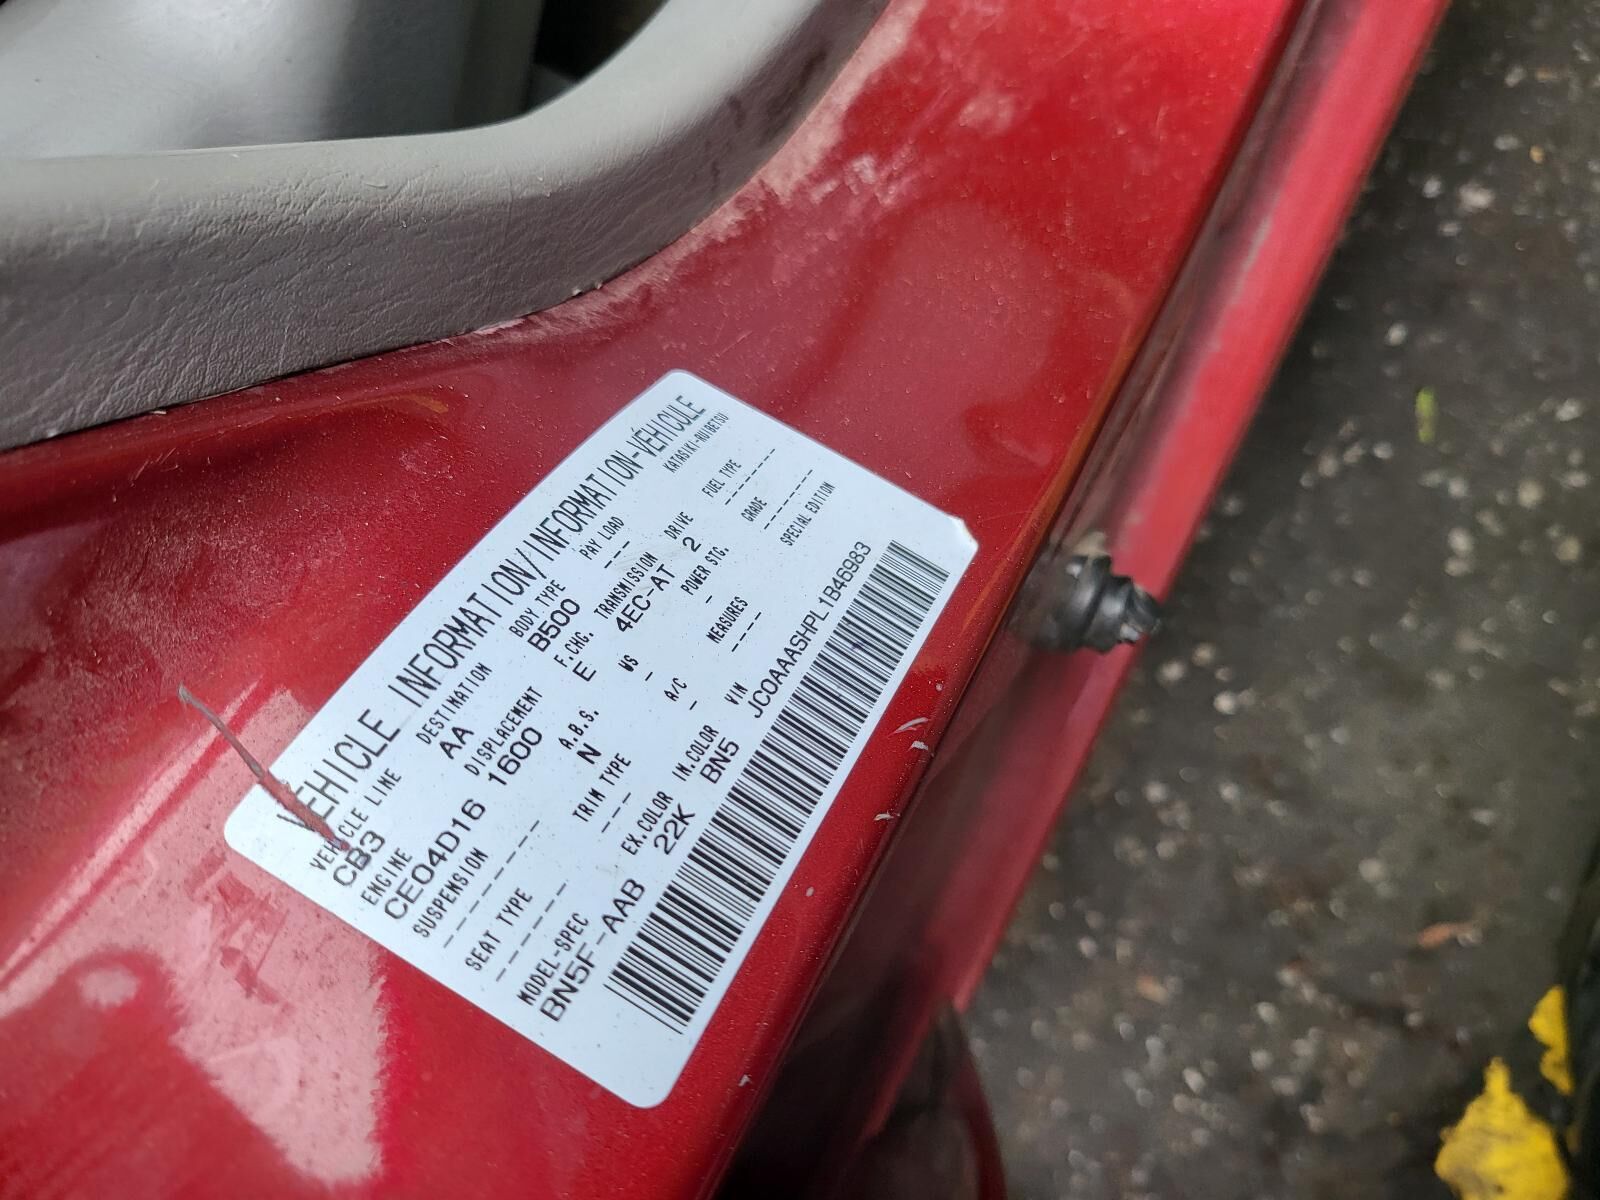 VEHICLE INFORMATION/INFORMATION-VÉHICULE
VEHICLE LINE DESTINATION BODY TYPE PAY LOAD KATASIKI-RUIBETSU
CB3 AA B500 ---
ENGINE DISPLACEMENT F.CHG. TRANSMISSION DRIVE FUEL TYPE
CE04D16 1600 E 4EC-AT 2 -------
SUSPENSION A.B.S. WS POWER STG. GRADE
------- N - - -------
SEAT TYPE TRIM TYPE A/C MEASURES SPECIAL EDITION
------- --- - ---
MODEL-SPEC EX.COLOR IN.COLOR VIN
BN5F-AAB 22K BN5 JC0AAASHPL1B46983